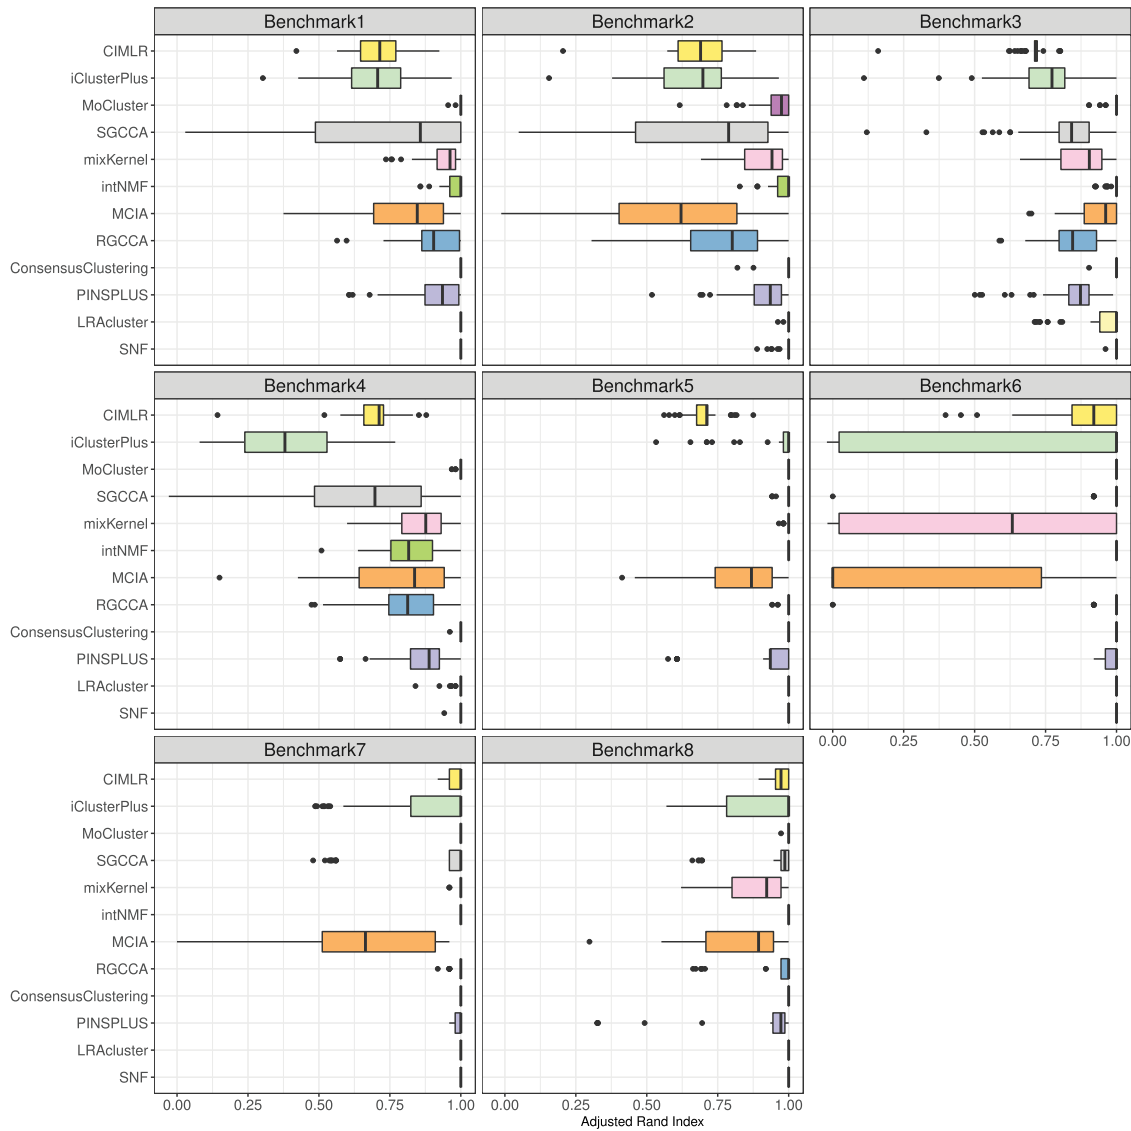 Benchmark1 Benchmark2 Benchmark3
CIMLR
iClusterPlus
MoCluster
SGCCA
mixKernel
intNMF
MCIA
RGCCA
ConsensusClustering
PINSPLUS
LRAcluster
SNF
Benchmark4 Benchmark5 Benchmark6
CIMLR
iClusterPlus
MoCluster
SGCCA
mixKernel
intNMF
MCIA
RGCCA
ConsensusClustering
PINSPLUS
LRAcluster
SNF
0.00 0.25 0.50 0.75 1.00
Benchmark7 Benchmark8
CIMLR
iClusterPlus
MoCluster
SGCCA
mixKernel
intNMF
MCIA
RGCCA
ConsensusClustering
PINSPLUS
LRAcluster
SNF
0.00 0.25 0.50 0.75 1.00 0.00 0.25 0.50 0.75 1.00
Adjusted Rand Index